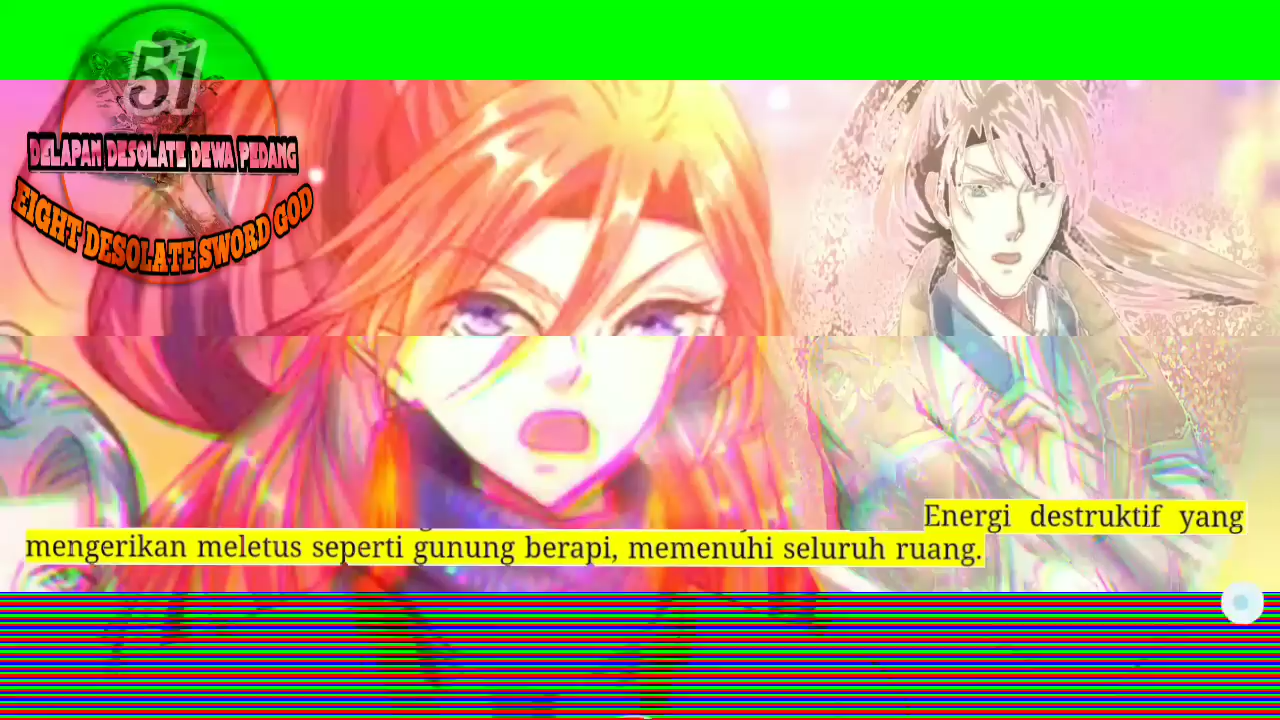 51
DELAPAN DESOLATE DEWA PEDANG
EIGHT DESOLATE SWORD GOD
Energi destruktif yang
mengerikan meletus seperti gunung berapi, memenuhi seluruh ruang.